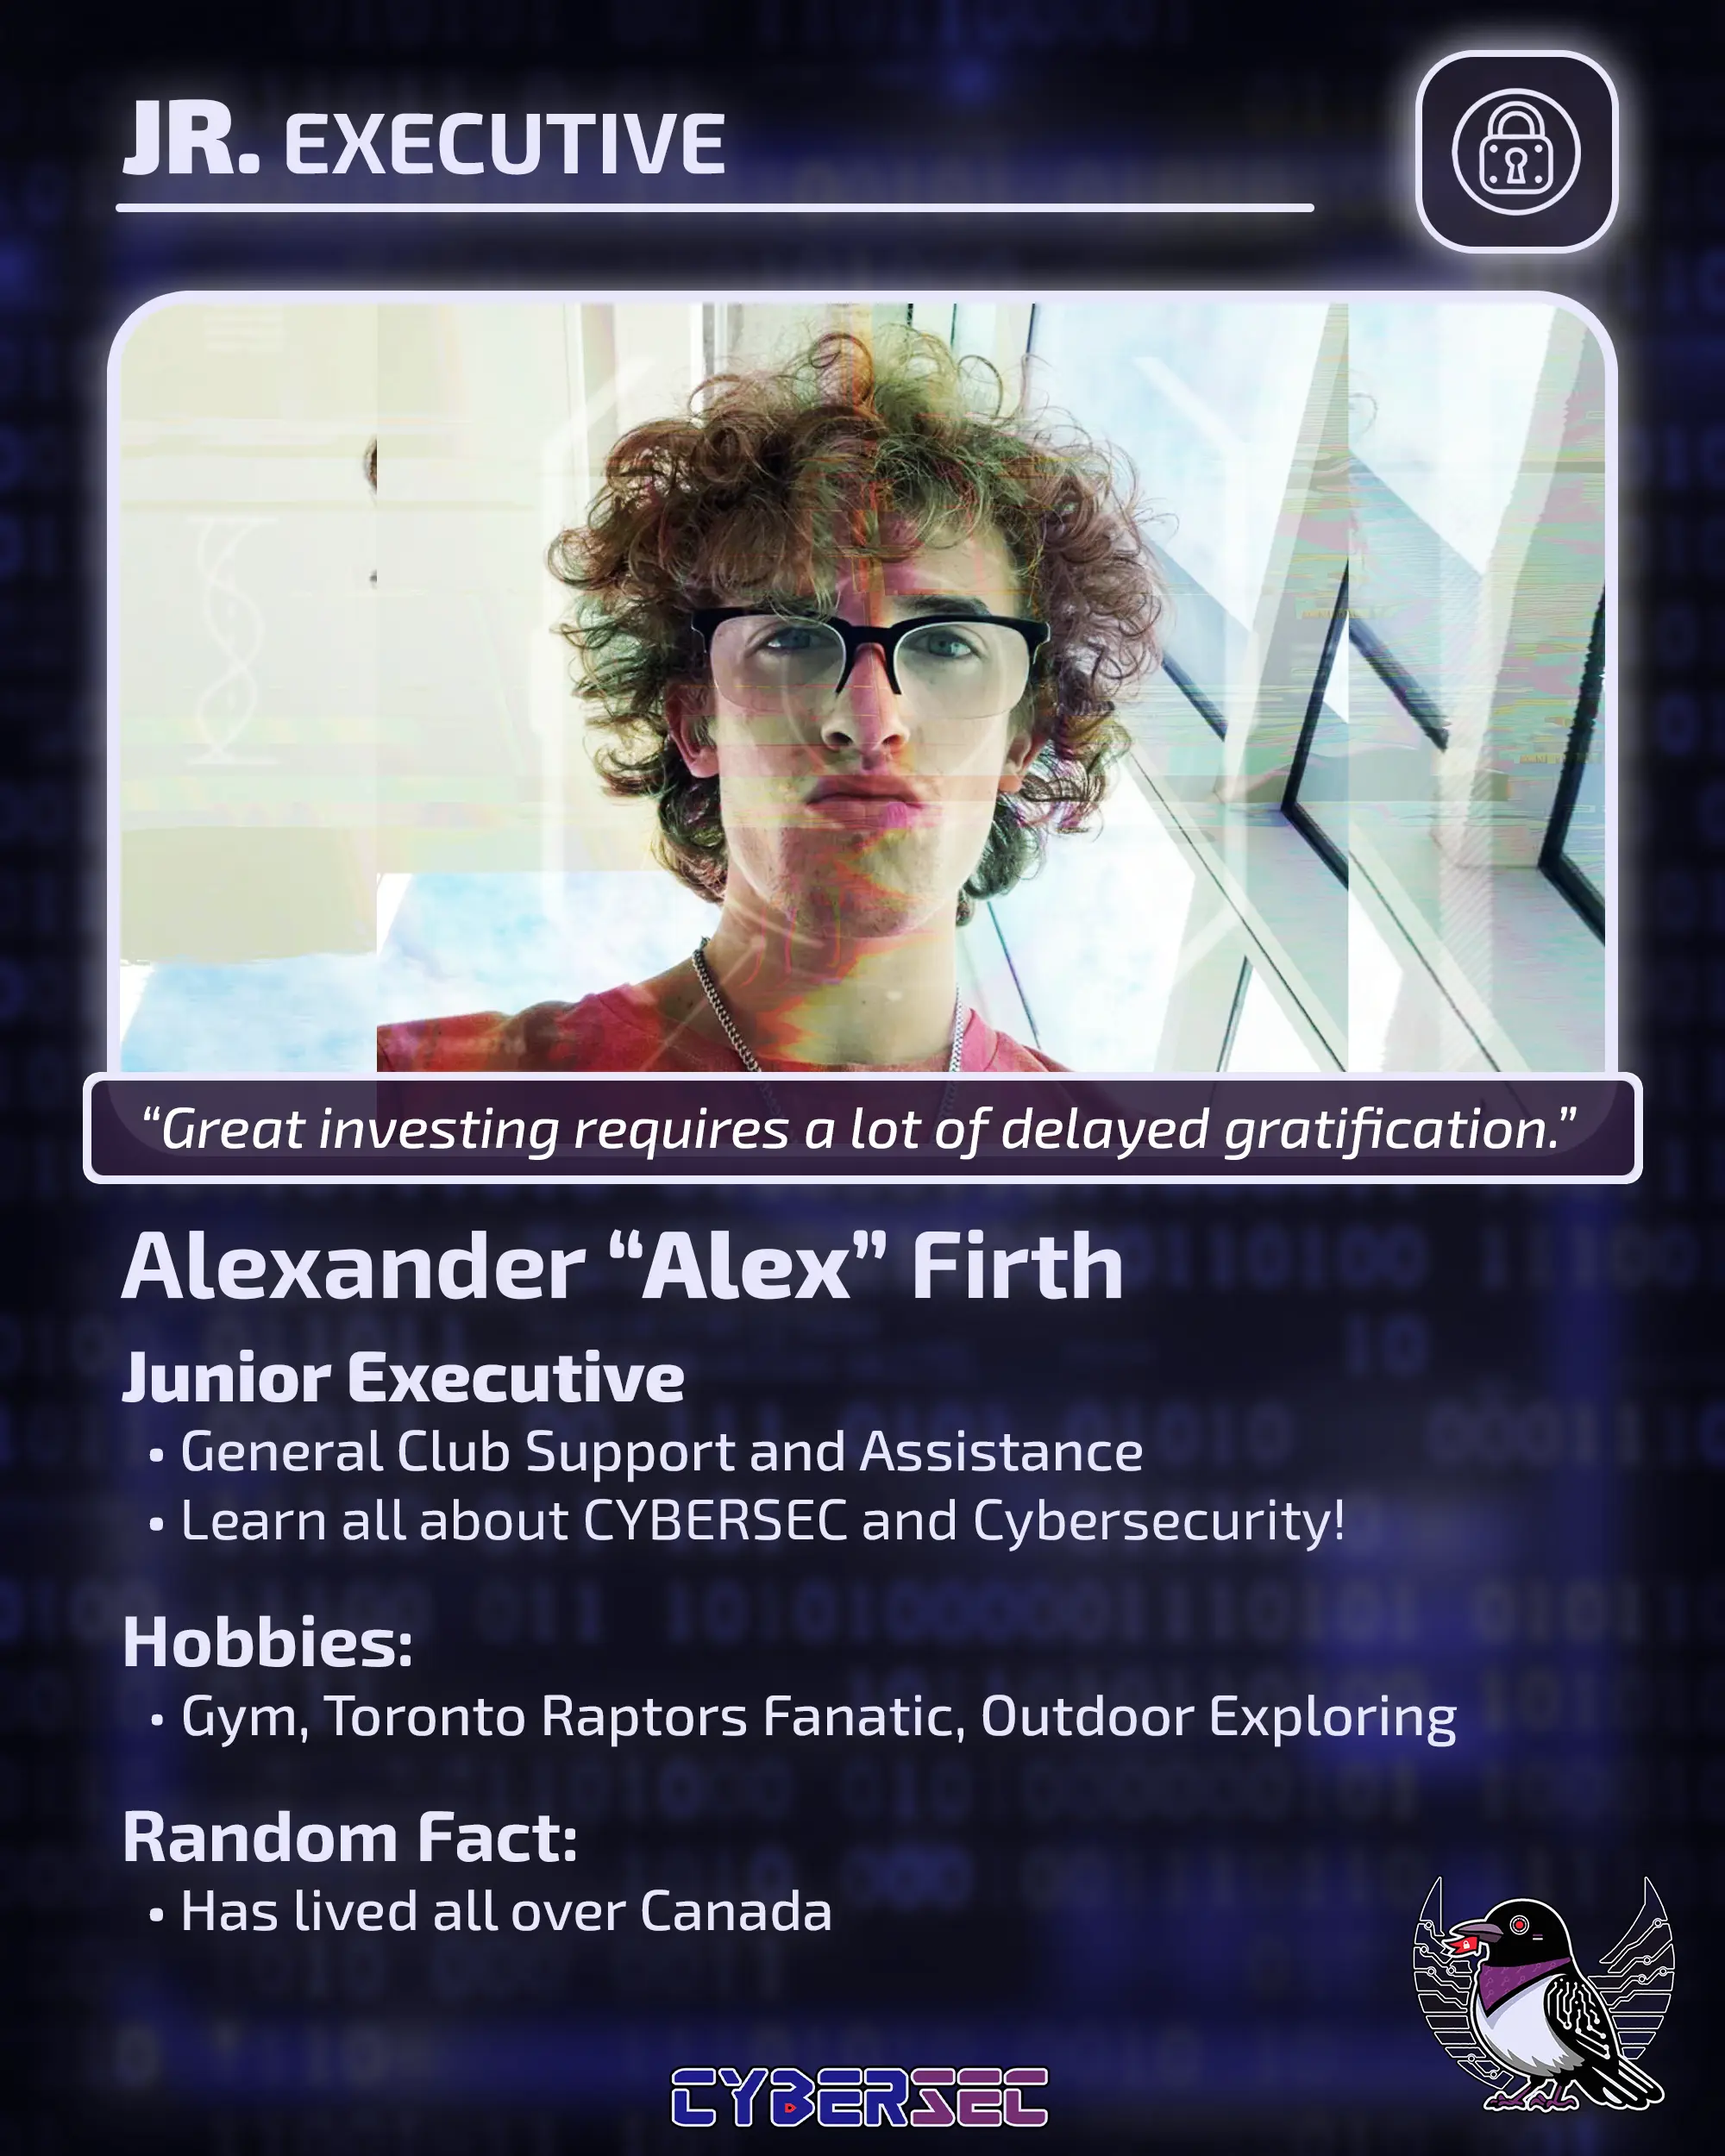 JR. EXECUTIVE
“Great investing requires a lot of delayed gratification.”
Alexander “Alex” Firth
Junior Executive
• General Club Support and Assistance
• Learn all about CYBERSEC and Cybersecurity!
Hobbies:
• Gym, Toronto Raptors Fanatic, Outdoor Exploring
Random Fact:
• Has lived all over Canada
CYBERSEC